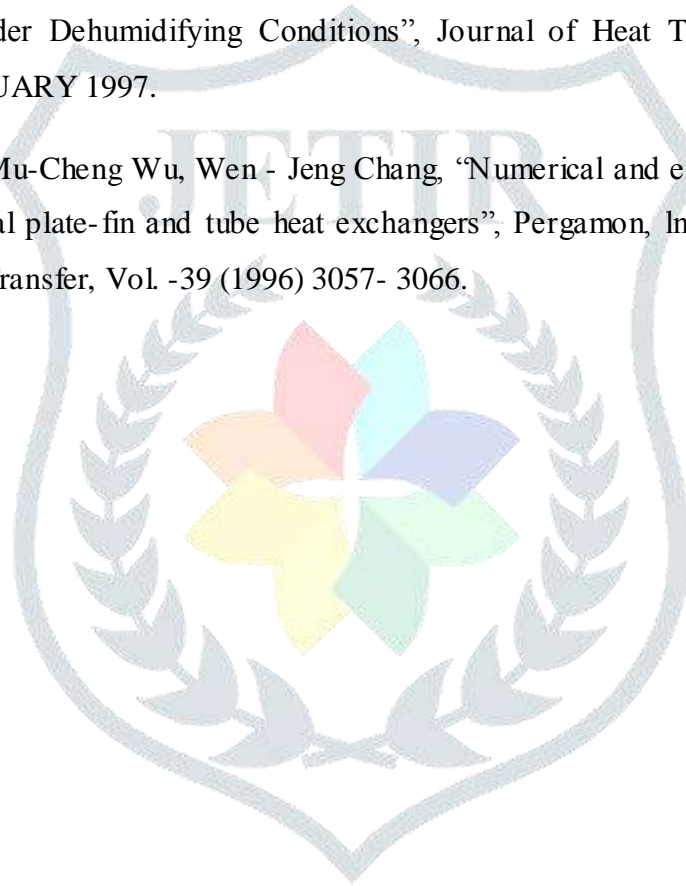 der Dehumidifying Conditions”, Journal of Heat T
UARY 1997.
Mu-Cheng Wu, Wen - Jeng Chang, “Numerical and e
al plate-fin and tube heat exchangers”, Pergamon, ln
ransfer, Vol. -39 (1996) 3057- 3066.
JETIR